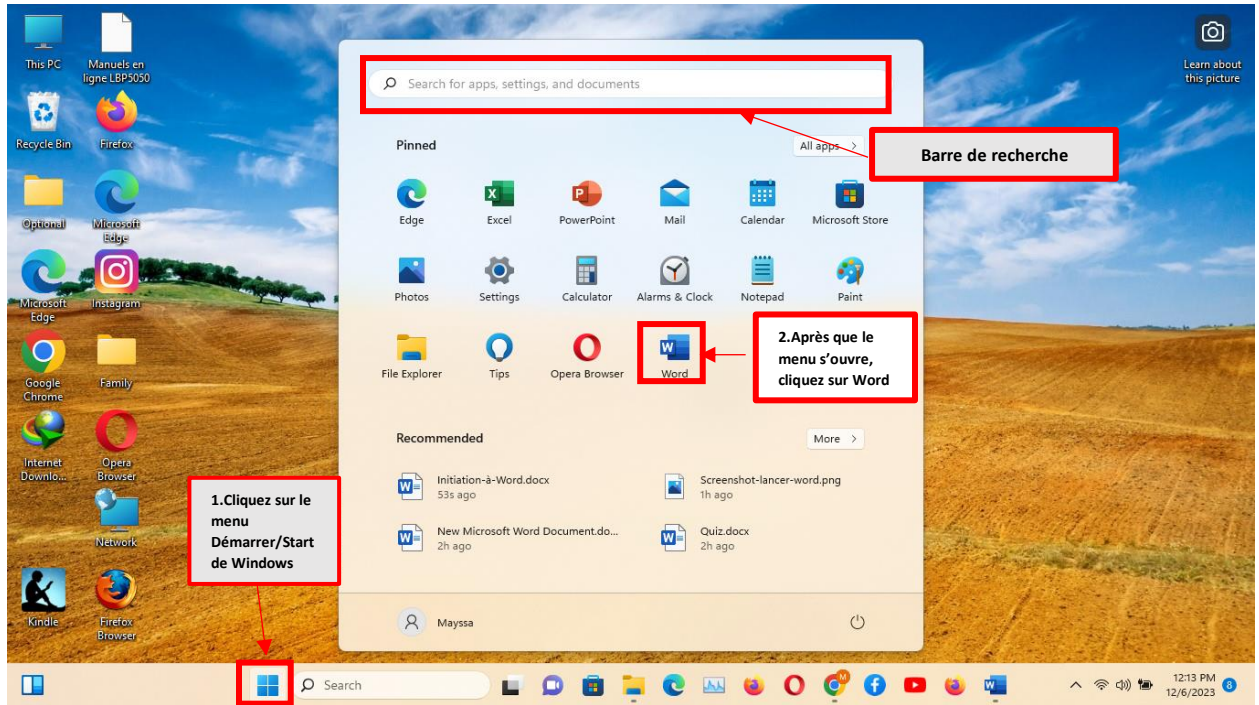 This PC
Manuels en
ligne LBP5050
Recycle Bin
Firefox
Optional
Microsoft
Edge
Microsoft
Edge
Instagram
Google
Chrome
Family
Internet
Downlo...
Opera
Browser
Network
Kindle
Firefox
Browser
Learn about
this picture
Search for apps, settings, and documents
Barre de recherche
Pinned
All apps >
Edge
Excel
PowerPoint
Mail
Calendar
Microsoft Store
Photos
Settings
Calculator
Alarms & Clock
Notepad
Paint
File Explorer
Tips
Opera Browser
Word
2.Après que le
menu s’ouvre,
cliquez sur Word
Recommended
More >
Initiation-à-Word.docx
53s ago
Screenshot-lancer-word.png
1h ago
New Microsoft Word Document.do...
2h ago
Quiz.docx
2h ago
1.Cliquez sur le
menu
Démarrer/Start
de Windows
Mayssa
Search
12:13 PM
12/6/2023
8